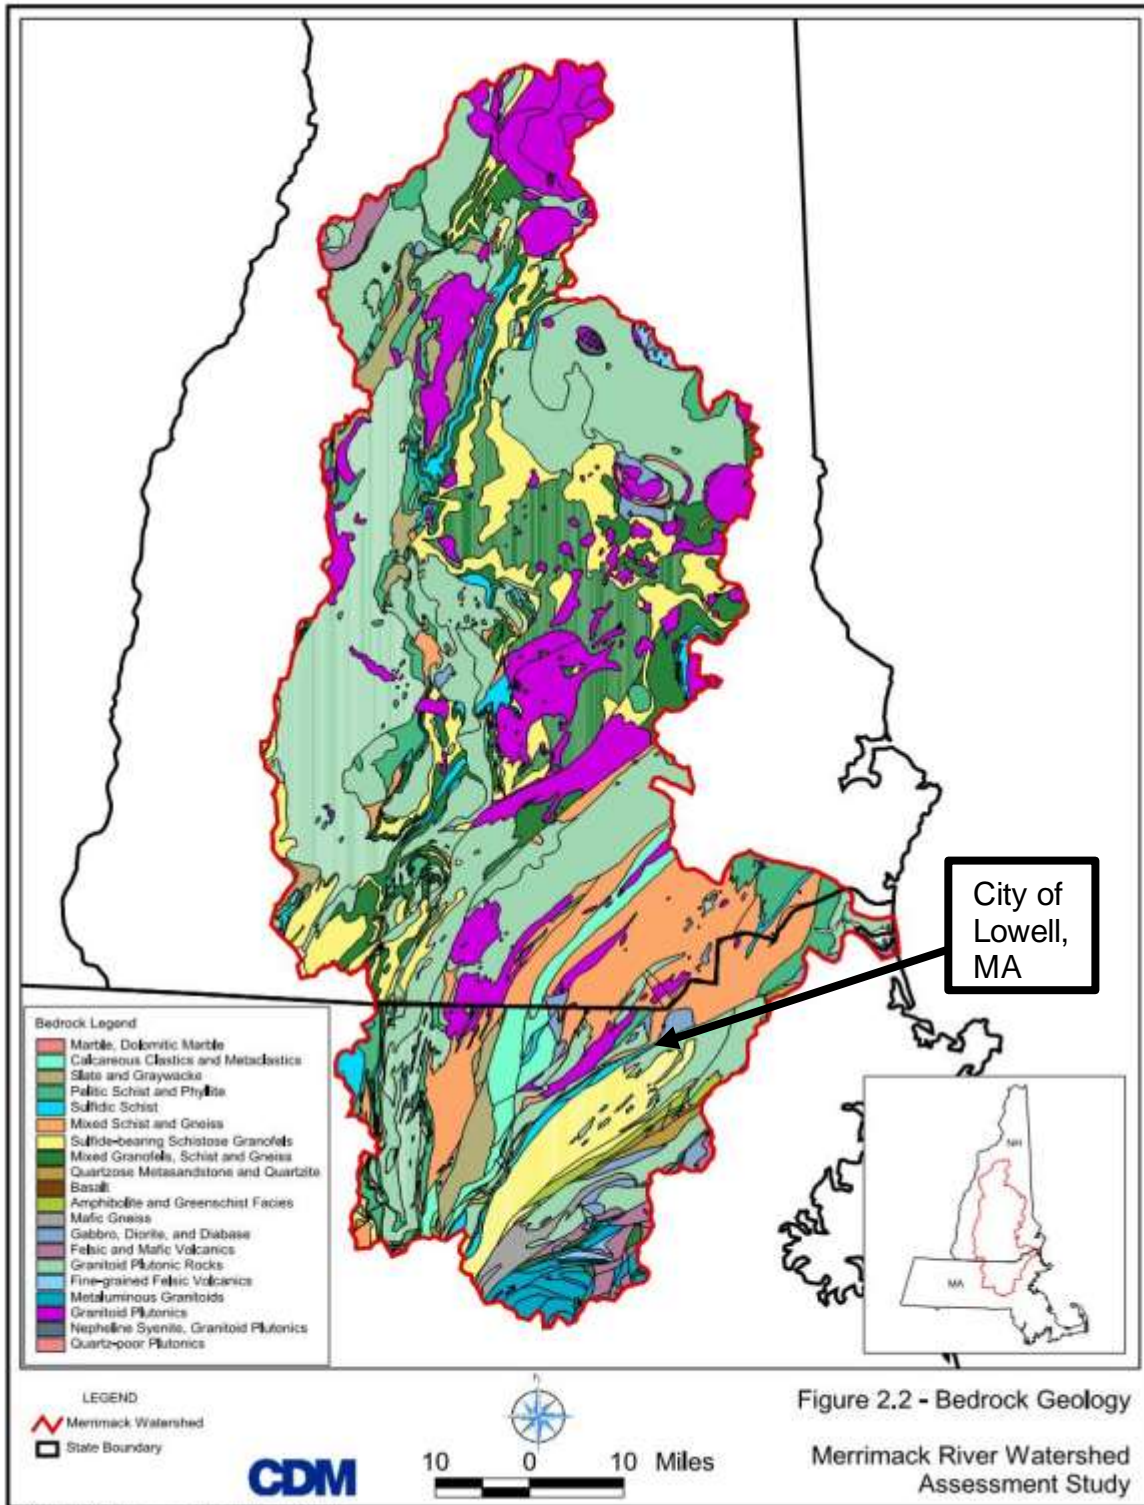 City of
Lowell,
MA
Bedrock Legend
Marble, Dolomitic Marble
Calcareous Clastics and Metaclastics
Slate and Graywacke
Pelitic Schist and Phyllite
Sulfidic Schist
Mixed Schist and Gneiss
Sulfide-bearing Schistose Granofels
Mixed Granofels, Schist and Gneiss
Quartzose Metasandstone and Quartzite
Basalt
Amphibolite and Greenschist Facies
Mafic Gneiss
Gabbro, Diorite, and Diabase
Felsic and Mafic Volcanics
Granitoid Plutonic Rocks
Fine-grained Felsic Volcanics
Metaluminous Granitoids
Granitoid Plutonics
Nepheline Syenite, Granitoid Plutonics
Quartz-poor Plutonics
NH
MA
LEGEND
Merrimack Watershed
State Boundary
CDM
N
10 0 10 Miles
Figure 2.2 - Bedrock Geology
Merrimack River Watershed
Assessment Study